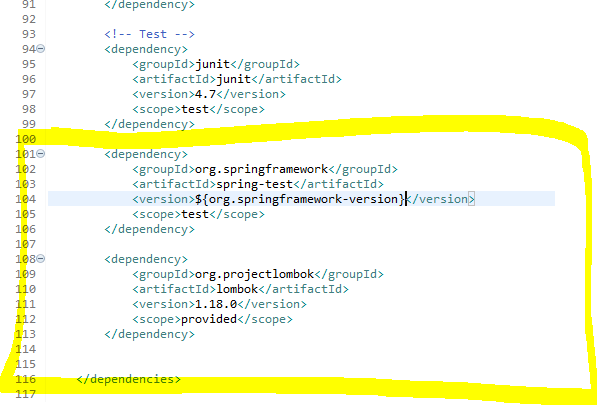 91 </dependency>
92
93 <!-- Test -->
94 <dependency>
95 <groupId>junit</groupId>
96 <artifactId>junit</artifactId>
97 <version>4.7</version>
98 <scope>test</scope>
99 </dependency>
100
101 <dependency>
102 <groupId>org.springframework</groupId>
103 <artifactId>spring-test</artifactId>
104 <version>${org.springframework-version}</version>
105 <scope>test</scope>
106 </dependency>
107
108 <dependency>
109 <groupId>org.projectlombok</groupId>
110 <artifactId>lombok</artifactId>
111 <version>1.18.0</version>
112 <scope>provided</scope>
113 </dependency>
114
115
116 </dependencies>
117